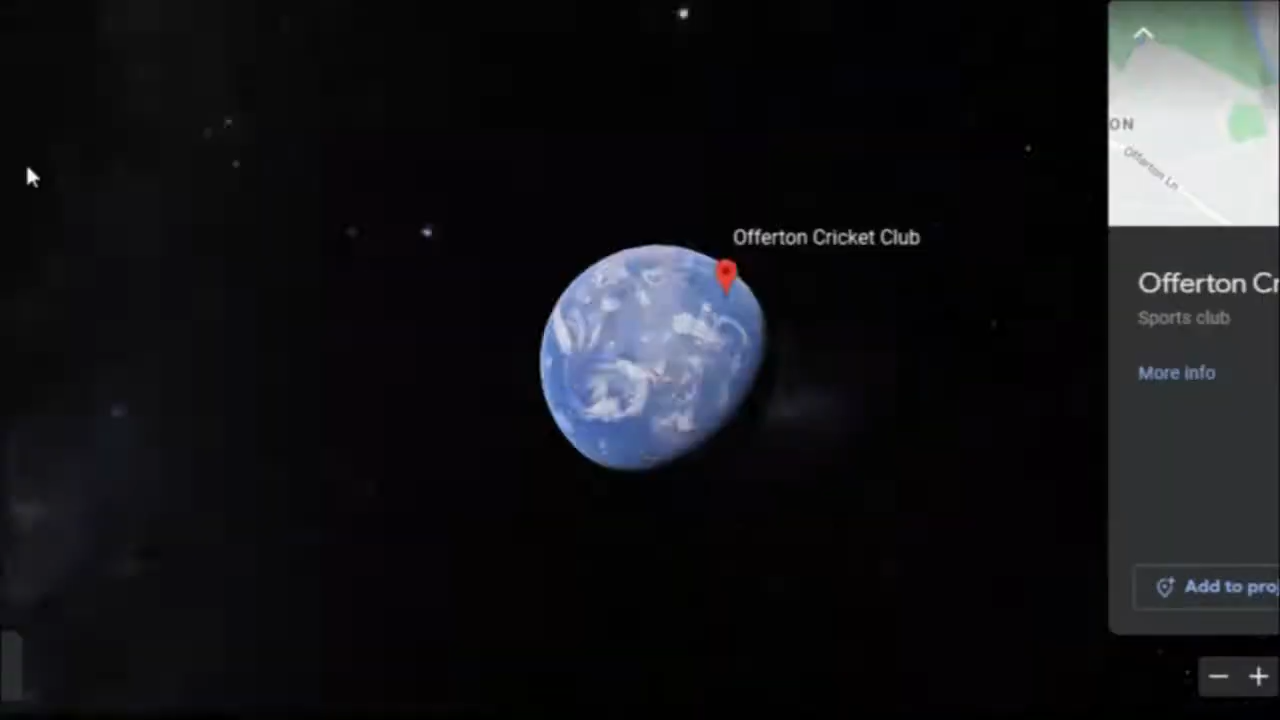 ON
Offerton Ln
Offerton Cricket Club
Offerton Cr
Sports club
More info
Add to pro